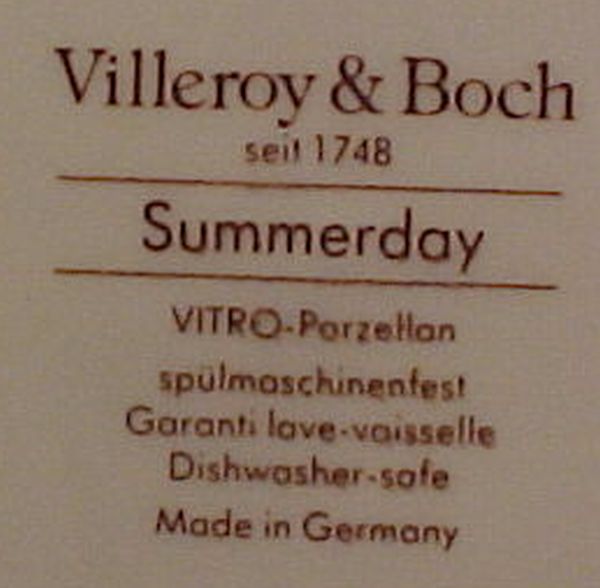 Villeroy & Boch
seit 1748
Summerday
VITRO-Porzellan
spülmaschinenfest
Garanti lave-vaisselle
Dishwasher-safe
Made in Germany